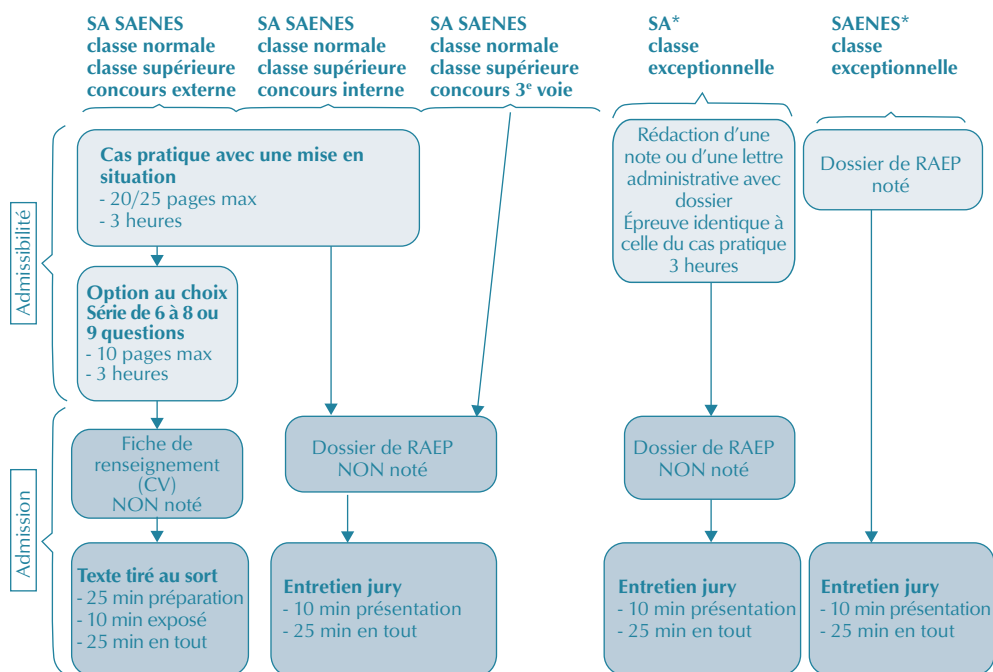 SA SAENES
classe normale
classe supérieure
concours externe
SA SAENES
classe normale
classe supérieure
concours interne
SA SAENES
classe normale
classe supérieure
concours 3e voie
SA*
classe
exceptionnelle
SAENES*
classe
exceptionnelle
Admissibilité
Cas pratique avec une mise en
situation
- 20/25 pages max
- 3 heures
Rédaction d’une
note ou d’une lettre
administrative avec
dossier
Épreuve identique à
celle du cas pratique
3 heures
Dossier de RAEP
noté
Option au choix
Série de 6 à 8 ou
9 questions
- 10 pages max
- 3 heures
Admission
Fiche de
renseignement
(CV)
NON noté
Dossier de RAEP
NON noté
Dossier de RAEP
NON noté
Texte tiré au sort
- 25 min préparation
- 10 min exposé
- 25 min en tout
Entretien jury
- 10 min présentation
- 25 min en tout
Entretien jury
- 10 min présentation
- 25 min en tout
Entretien jury
- 10 min présentation
- 25 min en tout